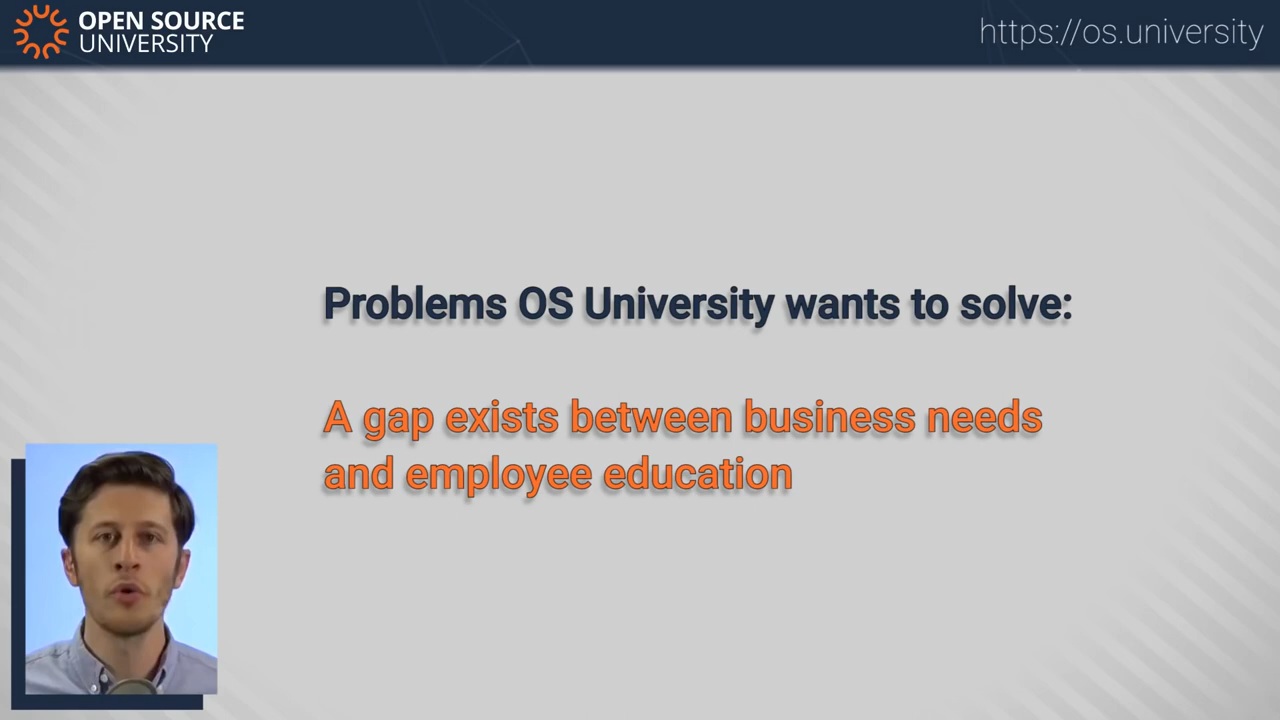 OPEN SOURCE
UNIVERSITY
https://os.university
Problems OS University wants to solve:
A gap exists between business needs
and employee education